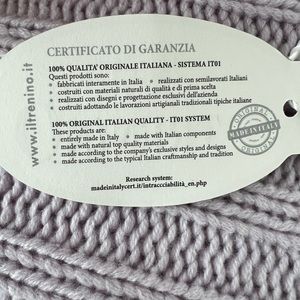 CERTIFICATO DI GARANZIA
100% QUALITA' ORIGINALE ITALIANA - SISTEMA IT01
Questi prodotti sono:
• fabbricati interamente in Italia • realizzati con semilavorati Italiani
• costruiti con materiali naturali di qualità e di prima scelta
• realizzati con disegni e progettazione esclusivi dell'azienda
• costruiti adottando le lavorazioni artigianali tradizionali tipiche italiane
100% ORIGINAL ITALIAN QUALITY - IT01 SYSTEM
These products are:
• entirely made in Italy • made with Italian components
• made with natural top quality materials
• made according to the company's exclusive styles and designs
• made according to the typical Italian craftmanship and tradition
Research system:
madeinitalycert.it/intracciabilità_en.php
www.iltrenino.it
ORIGINAL
MADE IN ITALY
ORIGINAL